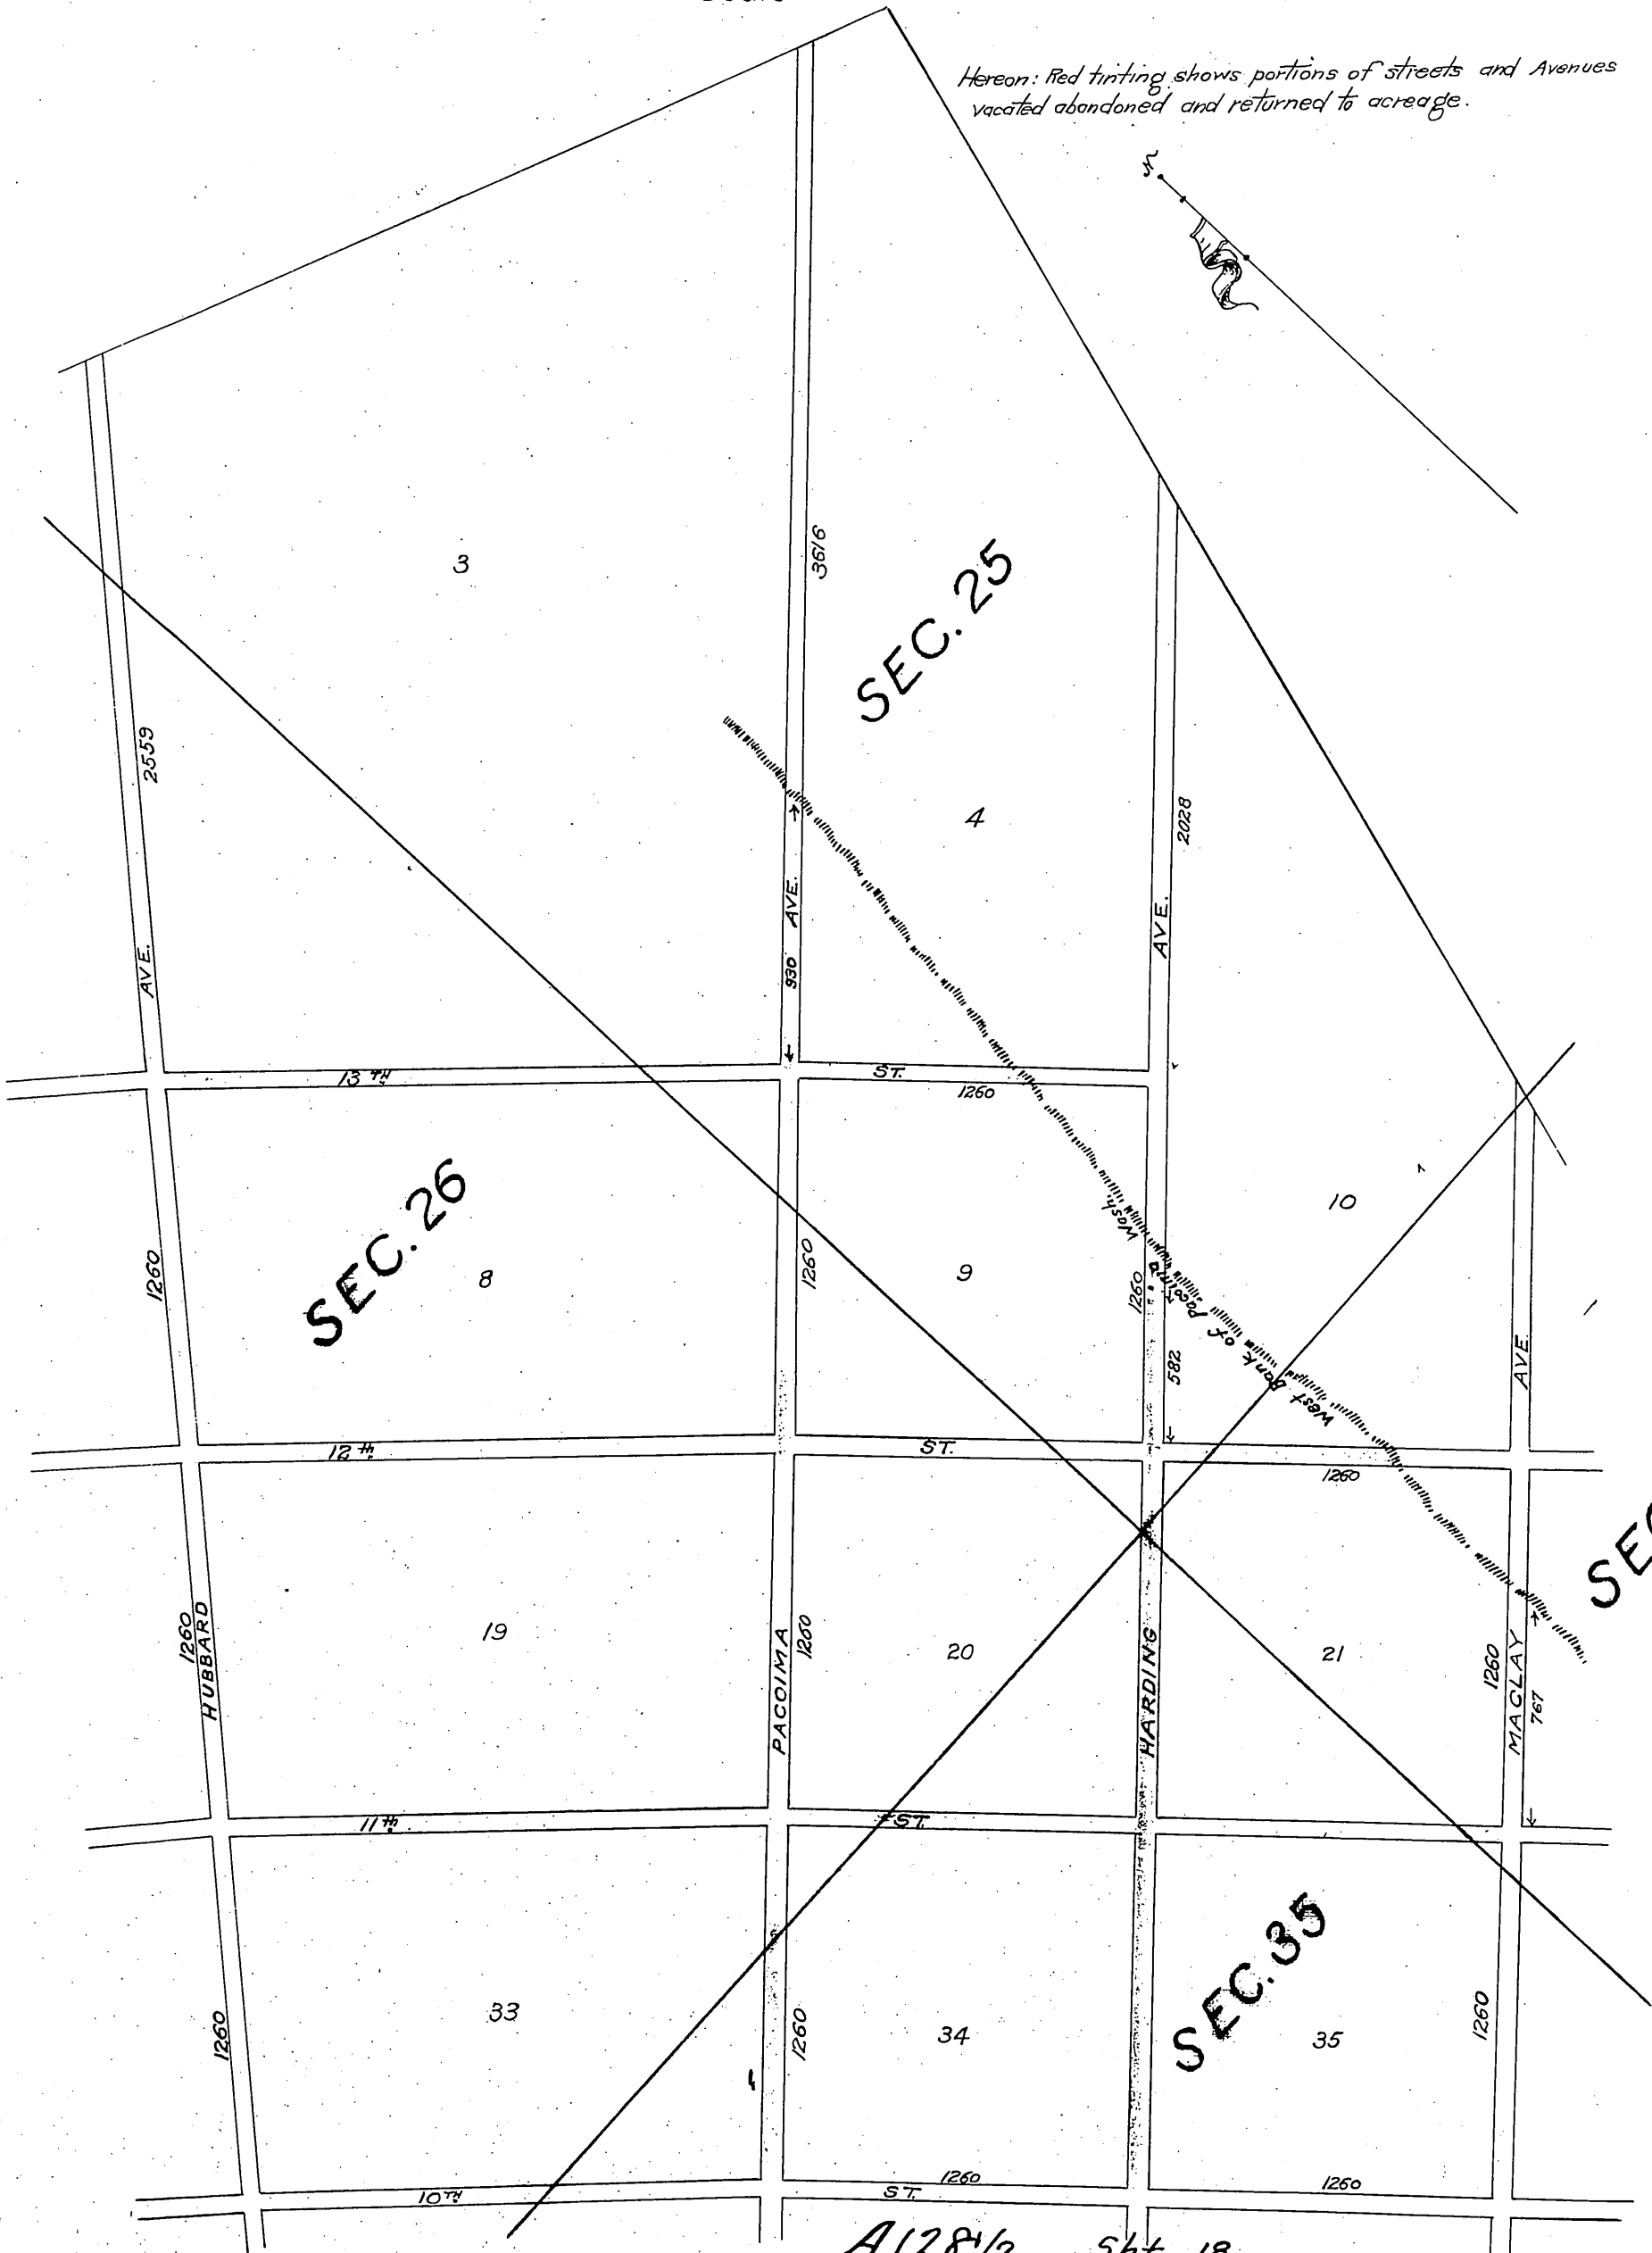 Hereon: Red tinting shows portions of streets and Avenues
vacated abandoned and returned to acreage.
N
3
3616
SEC. 25
2559
4
2028
AVE.
AVE.
930
AVE.
13TH
ST.
1260
SEC. 26
8
1260
1260
9
1260
582
10
AVE.
West Bank of Pacoima Wash.
12th
ST.
1260
1260
HUBBARD
19
PACOIMA
1260
20
HARDING
21
1260
MACLAY
767
11th
ST.
33
1260
1260
34
SEC. 35
35
1260
10TH
ST.
1260
1260
Sht. 18